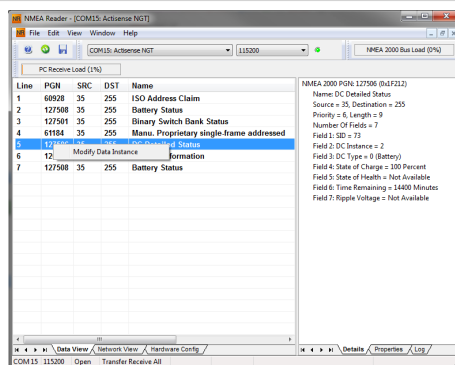 NMEA Reader - [COM15: Actisense NGT]
File Edit View Window Help
COM15: Actisense NGT 115200 NMEA 2000 Bus Load (0%)
PC Receive Load (1%)
Line PGN SRC DST Name
1 60928 35 255 ISO Address Claim
2 127508 35 255 Battery Status
3 127501 35 255 Binary Switch Bank Status
4 61184 35 255 Manu. Proprietary single-frame addressed
5 127506 35 255 DC Detailed Status
Modify Data Instance
6 12 formation
7 127508 35 255 Battery Status
NMEA 2000 PGN: 127506 (0x1F212)
Name: DC Detailed Status
Source = 35, Destination = 255
Priority = 6, Length = 9
Number Of Fields = 7
Field 1: SID = 73
Field 2: DC Instance = 2
Field 3: DC Type = 0 (Battery)
Field 4: State of Charge = 100 Percent
Field 5: State of Health = Not Available
Field 6: Time Remaining = 14400 Minutes
Field 7: Ripple Voltage = Not Available
Data View Network View Hardware Config
Details Properties Log
COM15 115200 Open Transfer Receive All